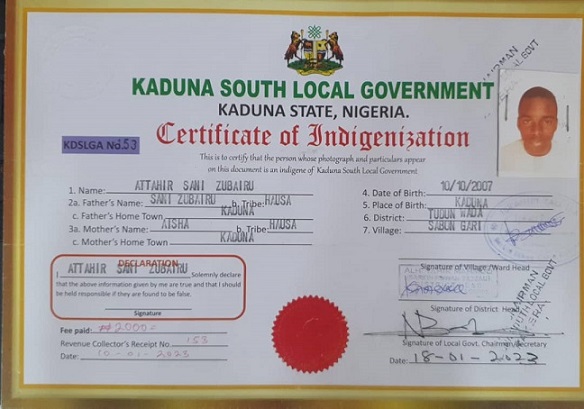 KADUNA SOUTH LOCAL GOVERNMENT
KADUNA STATE, NIGERIA.
Certificate of Indigenization
KDSLGA No. 153
This is to certify that the person whose photograph and particulars appear
on this document is an indigene of Kaduna South Local Government
1. Name: ATTAHIR SANI ZUBAIRU
2a. Father's Name: SANI ZUBAIRU b. Tribe: HAUSA
c. Father's Home Town KADUNA
3a. Mother's Name: AISHA b. Tribe: HAUSA
c. Mother's Home Town KADUNA
4. Date of Birth: 10/10/2007
5. Place of Birth: KADUNA
6. District: TUDUN WADA
7. Village: SABON GARI
DECLARATION
I ATTAHIR SANI ZUBAIRU Solemnly declare
that the above information given by me are true and that I should
be held responsible if they are found to be false.
Signature
Fee paid: ₦2000=
Revenue Collector's Receipt No. 153
Date: 10-01-2023
Signature of Village/Ward Head
Signature of District Head
Signature of Local Govt. Chairman/Secretary
Date: 18-01-2023
CHAIRMAN